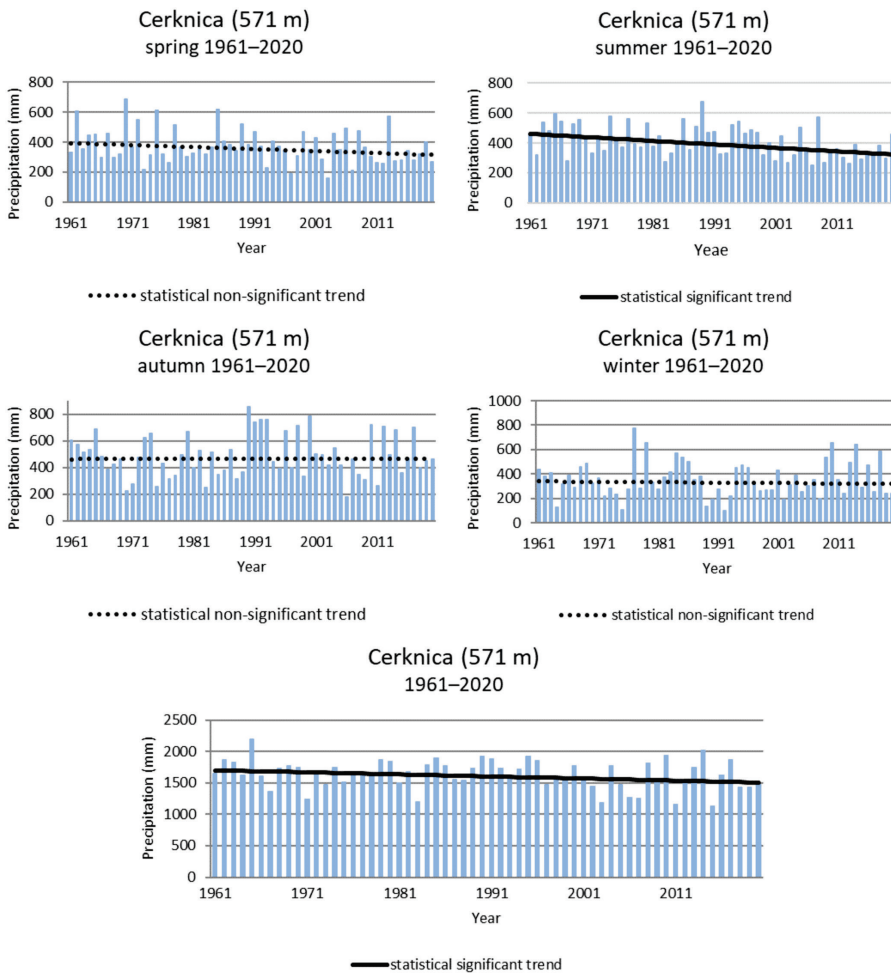 Cerknica (571 m)
spring 1961–2020
Precippitation (mm)
800
600
400
200
0
1961 1971 1981 1991 2001 2011
Year
statistical non-significant trend
Cerknica (571 m)
summer 1961–2020
Precipitation (mm)
800
600
400
200
0
1961 1971 1981 1991 2001 2011
Yeae
statistical significant trend
Cerknica (571 m)
autumn 1961–2020
Precipitation (mm)
800
600
400
200
0
1961 1971 1981 1991 2001 2011
statistical non-significant trend
Cerknica (571 m)
winter 1961–2020
Precipitation (mm)
1000
800
600
400
200
0
1961 1971 1981 1991 2001 2011
statistical non-significant trend
Cerknica (571 m)
1961–2020
Precipitation (mm)
2500
2000
1500
1000
500
0
1961 1971 1981 1991 2001 2011
Year
statistical significant trend